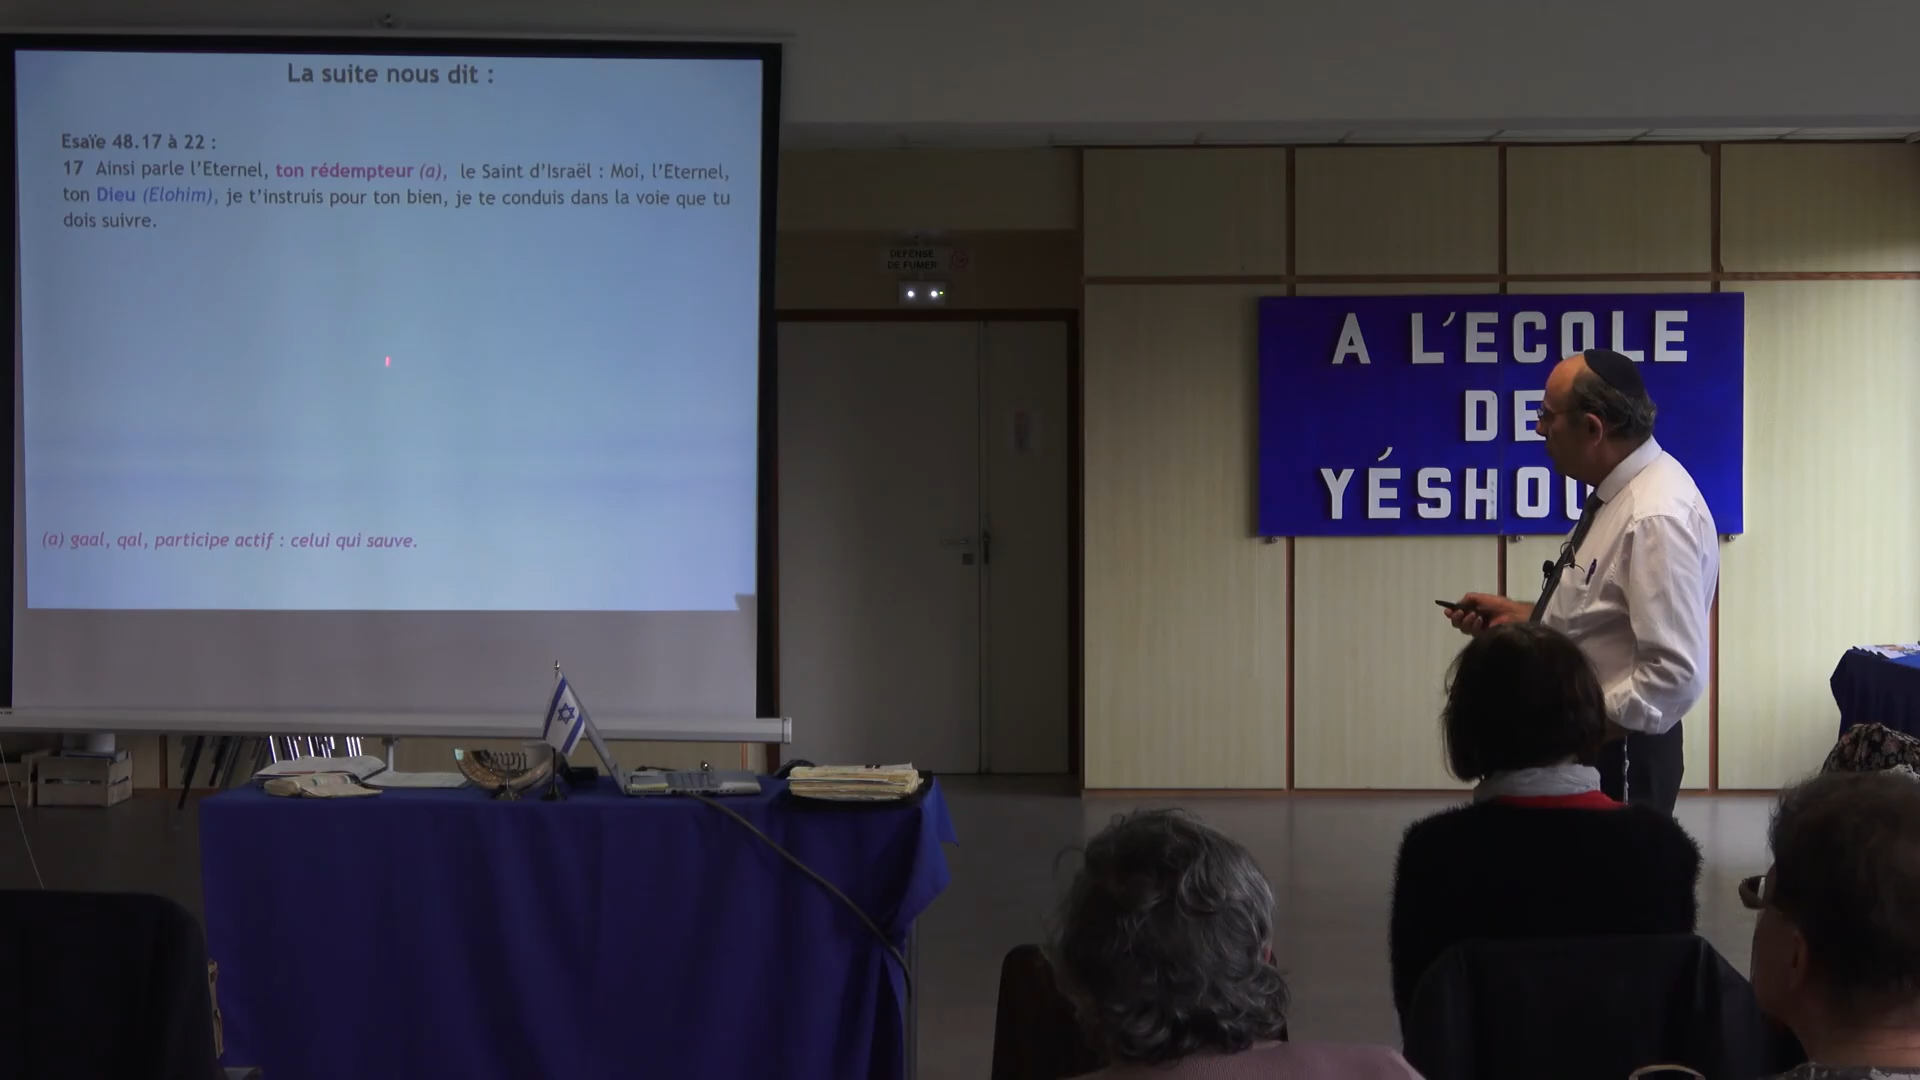 La suite nous dit :
Esaïe 48.17 à 22 :
17 Ainsi parle l'Eternel, ton rédempteur (a), le Saint d'Israël : Moi, l'Eternel,
ton Dieu (Elohim), je t'instruis pour ton bien, je te conduis dans la voie que tu
dois suivre.
(a) gaal, qal, participe actif : celui qui sauve.
DEFENSE
DE FUMER
A L'ECOLE
DE
YÉSHOU